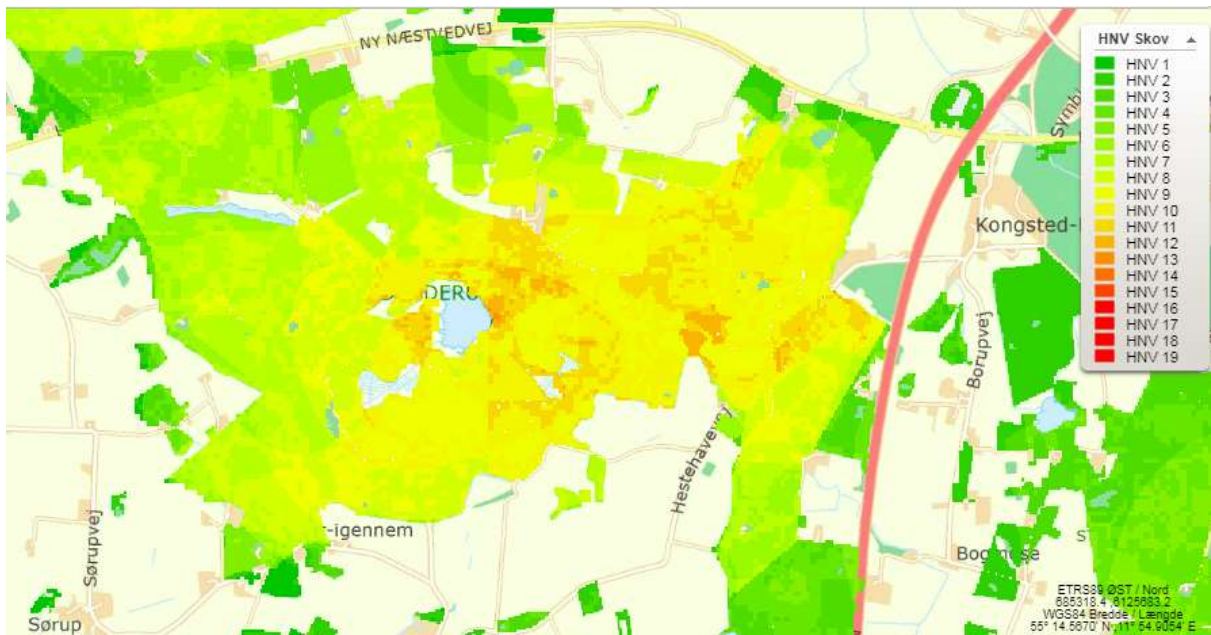 NY NÆSTVEDVEJ
HNV Skov
HNV 1
HNV 2
HNV 3
HNV 4
HNV 5
HNV 6
HNV 7
HNV 8
HNV 9
HNV 10
HNV 11
HNV 12
HNV 13
HNV 14
HNV 15
HNV 16
HNV 17
HNV 18
HNV 19
Symbi
Kongsted-
DERU
Borupvej
Hestehavevej
r-igennem
Sørupvej
Sørup
ETRS89 ØST / Nord
685318.4 ,6125683.2
WGS84 Bredde / Længde
55° 14.5670' N ,11° 54.9054' E